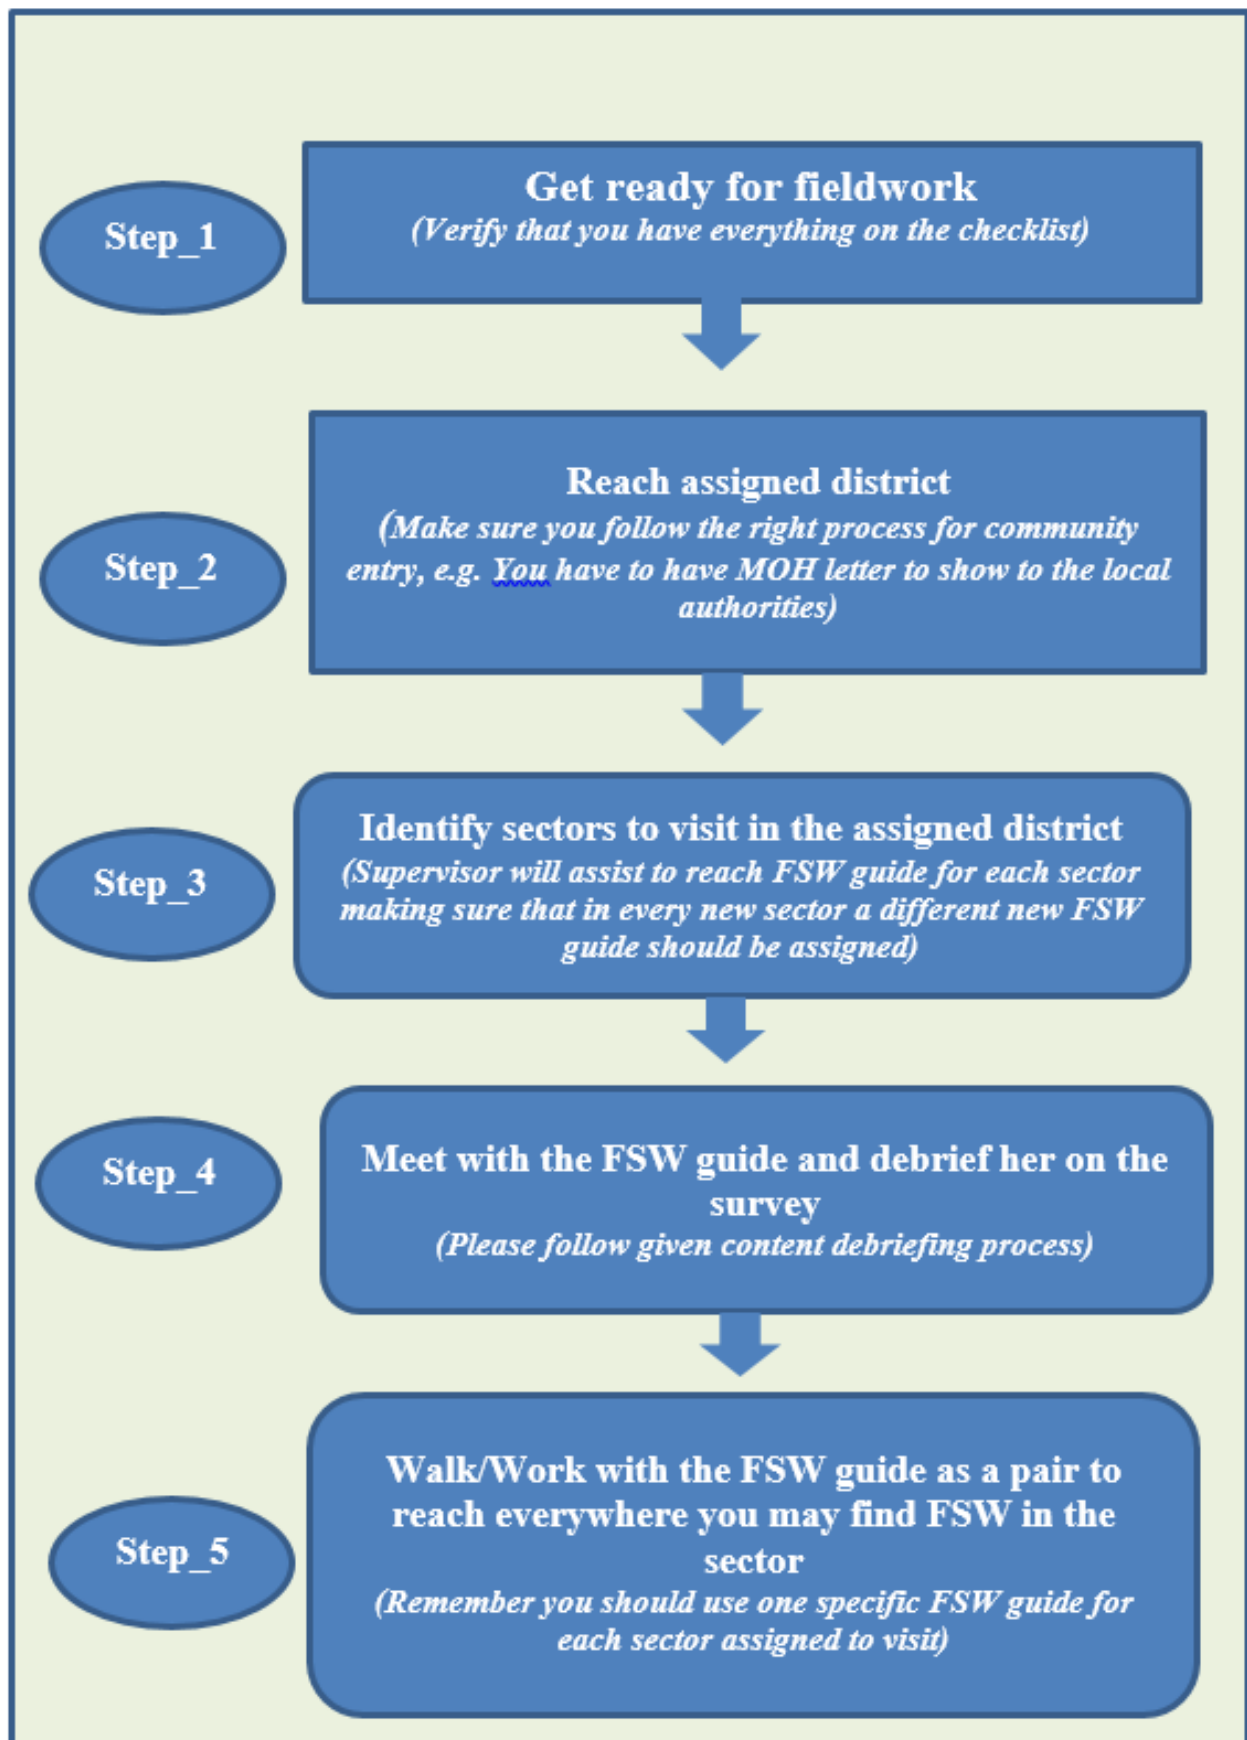 Step_1
Get ready for fieldwork
(Verify that you have everything on the checklist)
Step_2
Reach assigned district
(Make sure you follow the right process for community
entry, e.g. You have to have MOH letter to show to the local
authorities)
Step_3
Identify sectors to visit in the assigned district
(Supervisor will assist to reach FSW guide for each sector
making sure that in every new sector a different new FSW
guide should be assigned)
Step_4
Meet with the FSW guide and debrief her on the
survey
(Please follow given content debriefing process)
Step_5
Walk/Work with the FSW guide as a pair to
reach everywhere you may find FSW in the
sector
(Remember you should use one specific FSW guide for
each sector assigned to visit)